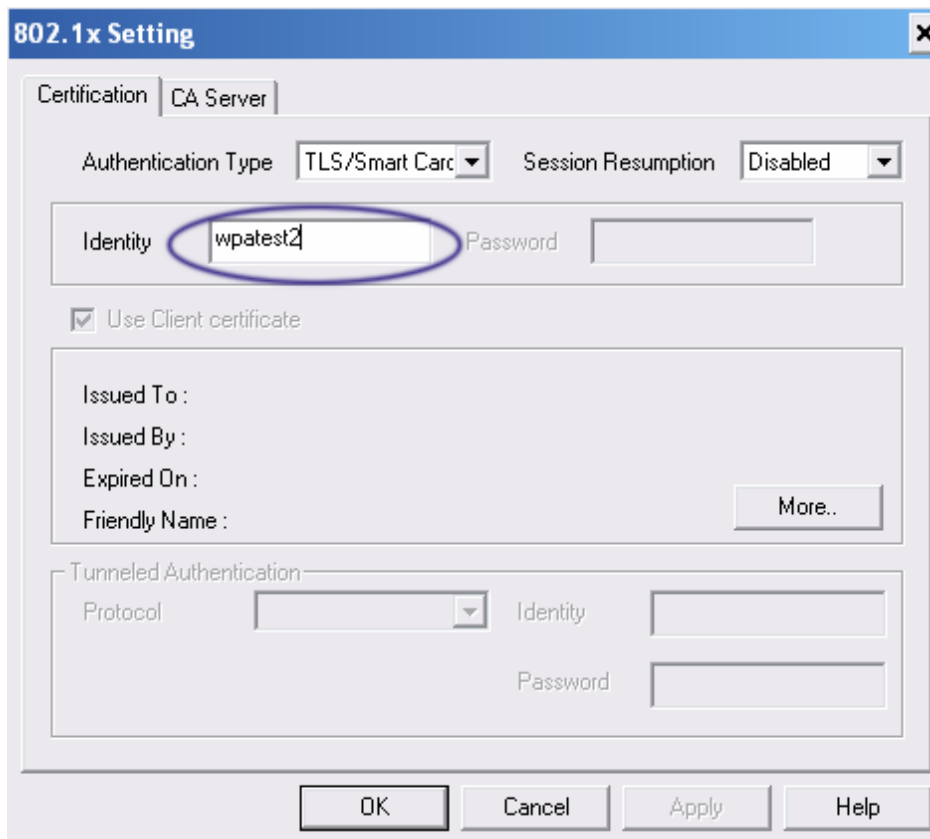 802.1x Setting
Certification CA Server
Authentication Type TLS/Smart Card Session Resumption Disabled
Identity wpatest2 Password
Use Client certificate
Issued To :
Issued By :
Expired On :
Friendly Name :
More..
Tunneled Authentication
Protocol Identity
Password
OK Cancel Apply Help